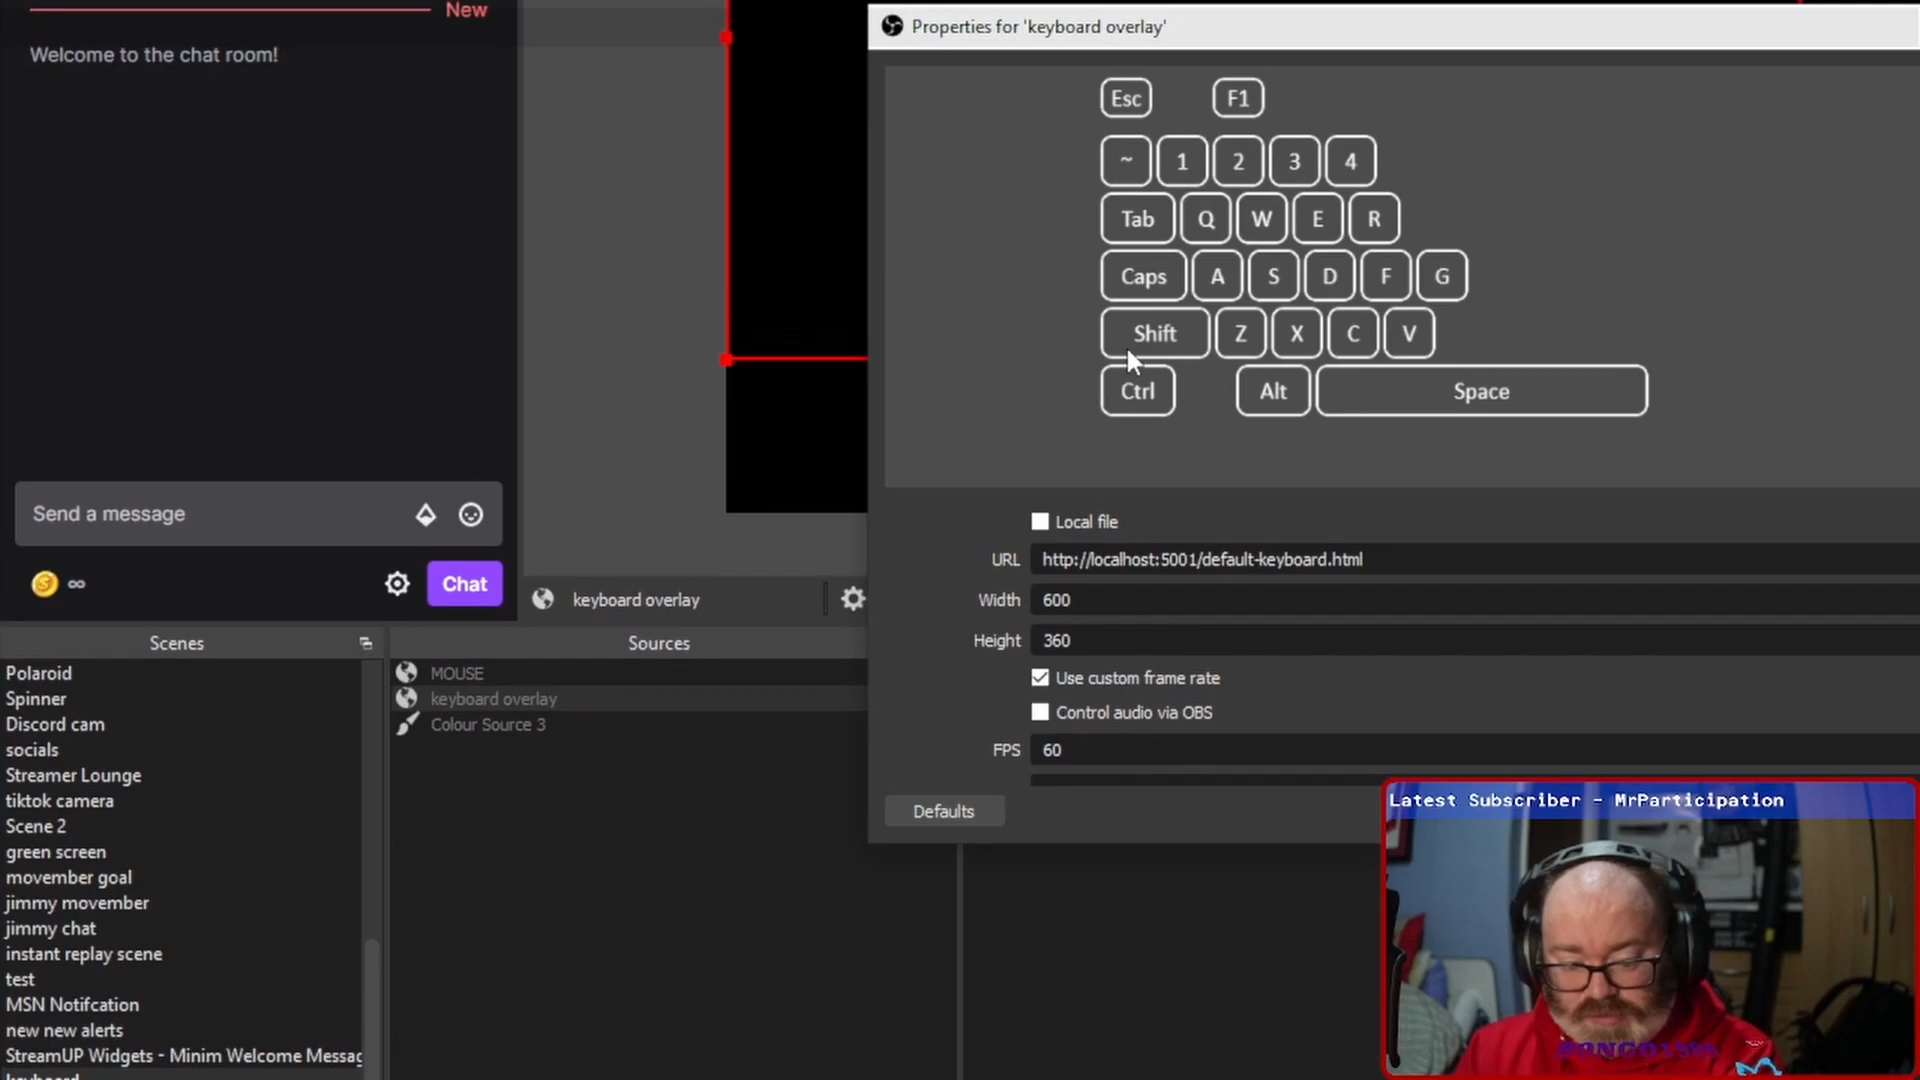 New
Welcome to the chat room!
Send a message
∞
Chat
Properties for 'keyboard overlay'
Esc F1
~ 1 2 3 4
Tab Q W E R
Caps A S D F G
Shift Z X C V
Ctrl Alt Space
Local file
URL http://localhost:5001/default-keyboard.html
Width 600
Height 360
Use custom frame rate
Control audio via OBS
FPS 60
Defaults
keyboard overlay
Scenes
Polaroid
Spinner
Discord cam
socials
Streamer Lounge
tiktok camera
Scene 2
green screen
movember goal
jimmy movember
jimmy chat
instant replay scene
test
MSN Notifcation
new new alerts
StreamUP Widgets - Minim Welcome Messag
keyboard
Sources
MOUSE
keyboard overlay
Colour Source 3
Latest Subscriber - MrParticipation